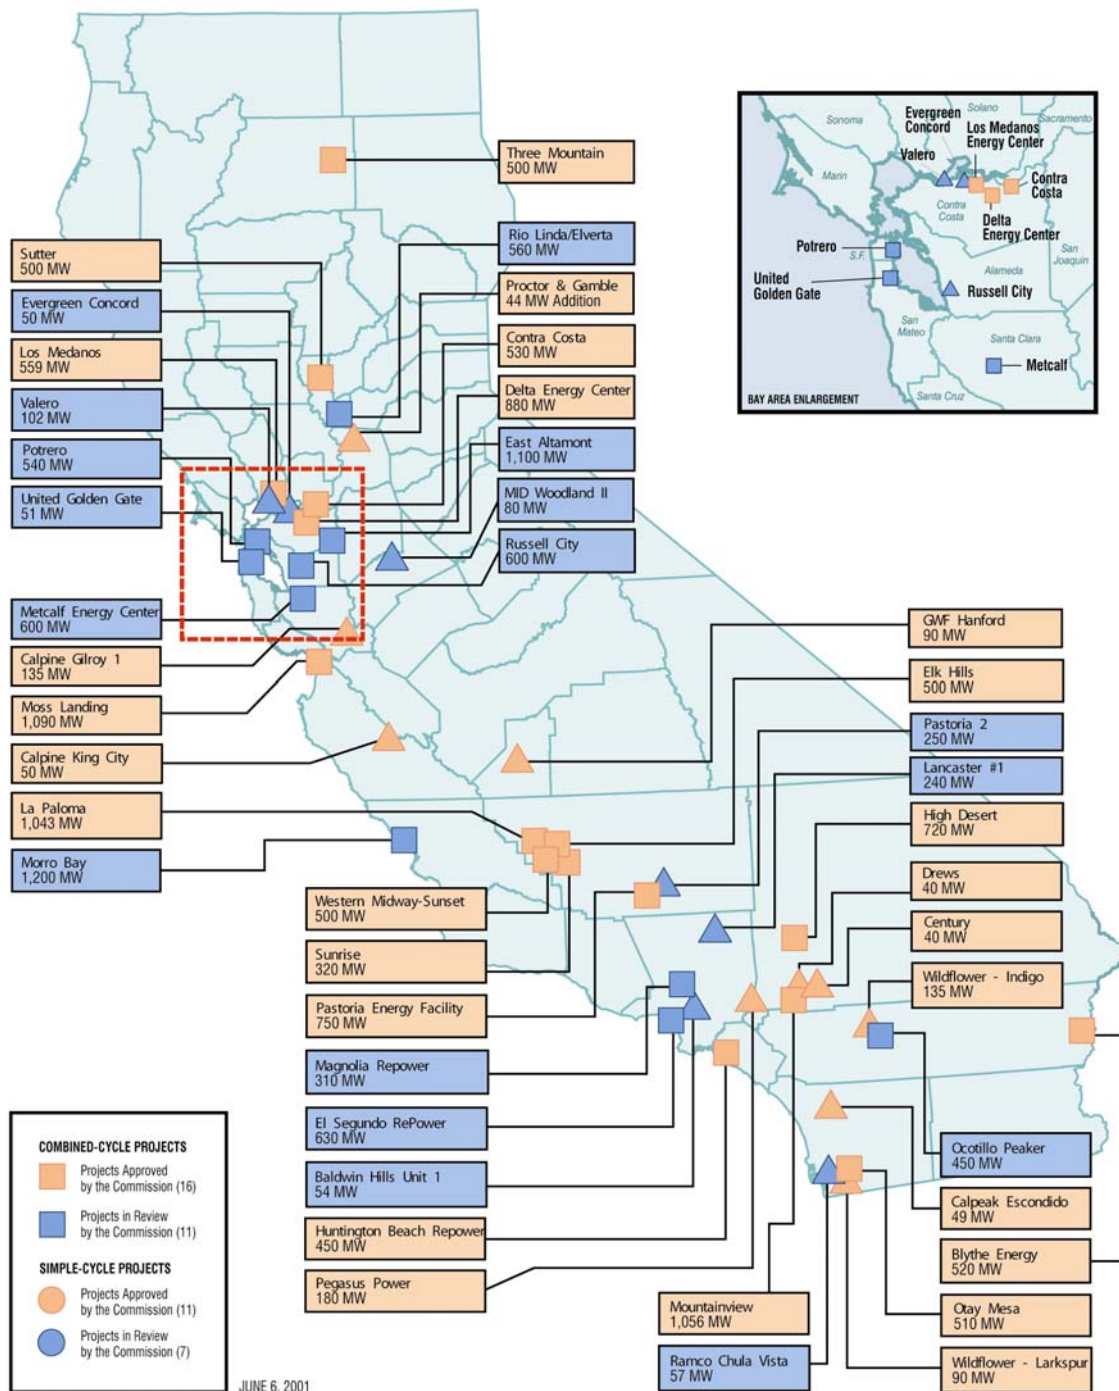 Three Mountain
500 MW
Rio Linda/Elverta
560 MW
Proctor & Gamble
44 MW Addition
Contra Costa
530 MW
Delta Energy Center
880 MW
East Altamont
1,100 MW
MID Woodland II
80 MW
Russell City
600 MW
Sutter
500 MW
Evergreen Concord
50 MW
Los Medanos
559 MW
Valero
102 MW
Potrero
540 MW
United Golden Gate
51 MW
Metcalf Energy Center
600 MW
Calpine Gilroy 1
135 MW
Moss Landing
1,090 MW
Calpine King City
50 MW
La Paloma
1,043 MW
Morro Bay
1,200 MW
Sonoma
Evergreen
Concord
Solano
Los Medanos
Energy Center
Sacramento
Valero
Marin
Contra
Costa
Contra
Costa
Delta
Energy Center
Potrero
S.F.
San
Joaquin
United
Golden Gate
Alameda
Russell City
San
Mateo
Santa Clara
Metcalf
Santa Cruz
BAY AREA ENLARGEMENT
GWF Hanford
90 MW
Elk Hills
500 MW
Pastoria 2
250 MW
Lancaster #1
240 MW
High Desert
720 MW
Drews
40 MW
Century
40 MW
Wildflower - Indigo
135 MW
Western Midway-Sunset
500 MW
Sunrise
320 MW
Pastoria Energy Facility
750 MW
Magnolia Repower
310 MW
El Segundo RePower
630 MW
Baldwin Hills Unit 1
54 MW
Huntington Beach Repower
450 MW
Pegasus Power
180 MW
Mountainview
1,056 MW
Ramco Chula Vista
57 MW
Ocotillo Peaker
450 MW
Calpeak Escondido
49 MW
Blythe Energy
520 MW
Otay Mesa
510 MW
Wildflower - Larkspur
90 MW
COMBINED-CYCLE PROJECTS
Projects Approved
by the Commission (16)
Projects in Review
by the Commission (11)
SIMPLE-CYCLE PROJECTS
Projects Approved
by the Commission (11)
Projects in Review
by the Commission (7)
JUNE 6, 2001